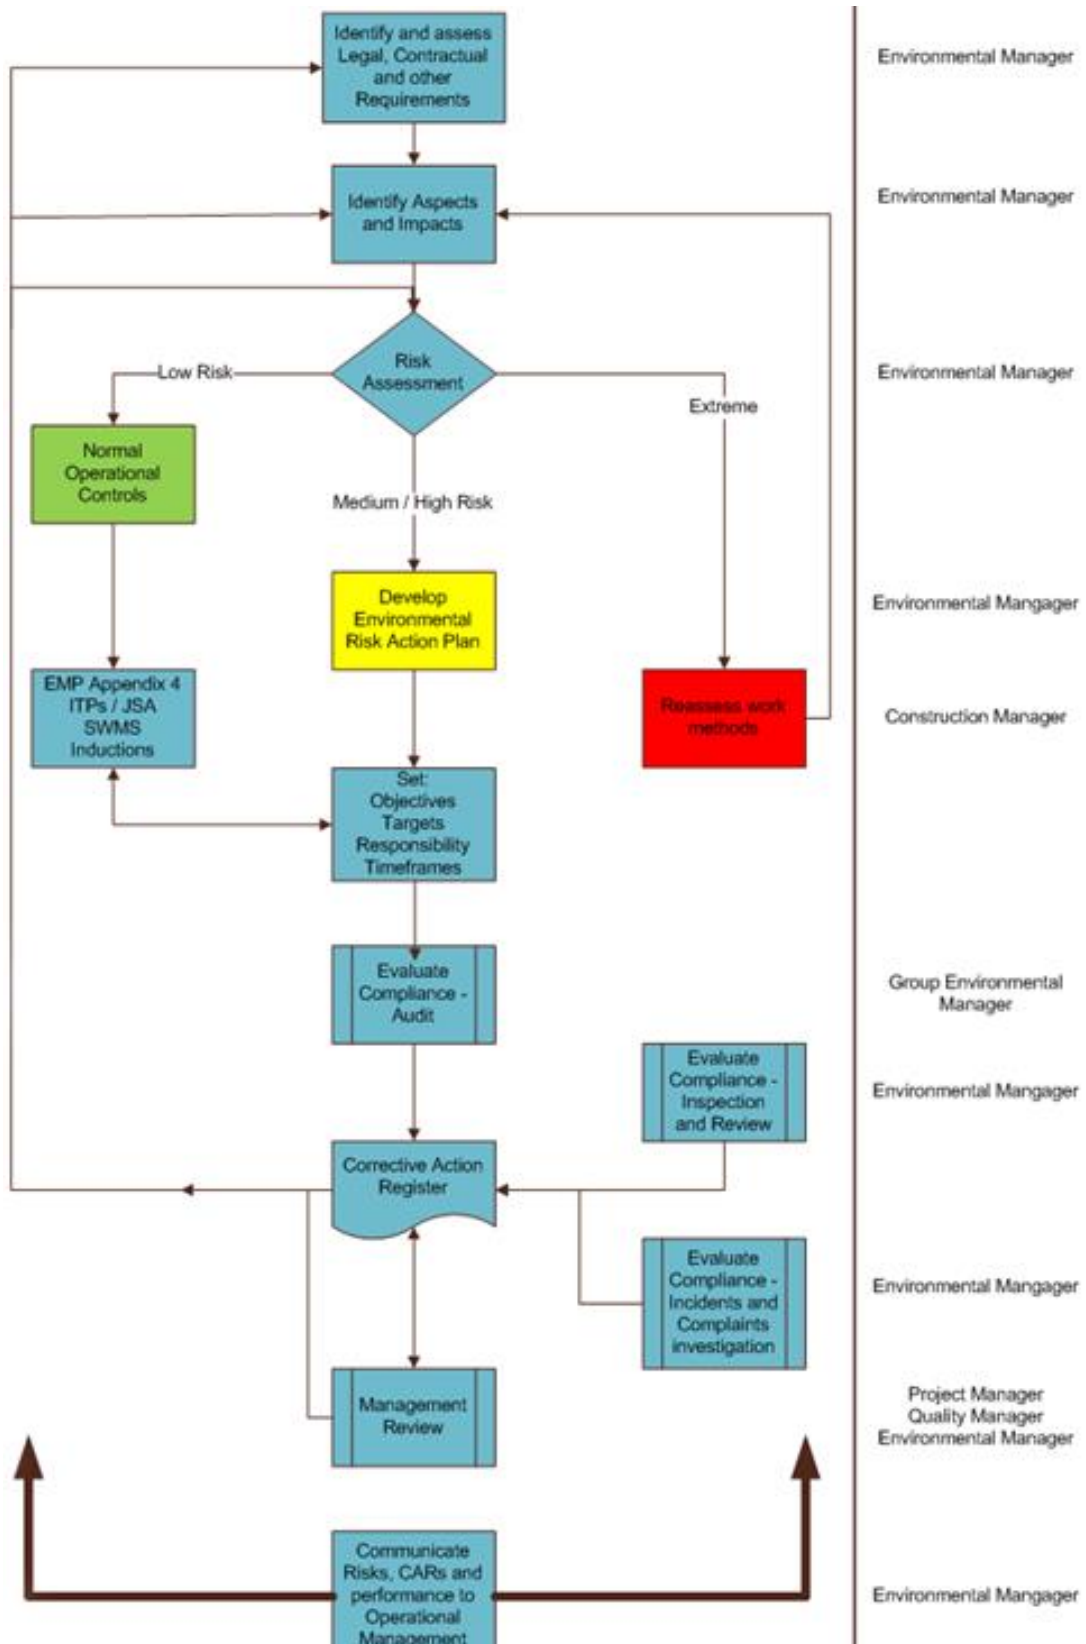 Identify and assess
Legal, Contractual
and other
Requirements
Environmental Manager
Identify Aspects
and Impacts
Environmental Manager
Risk
Assessment
Low Risk
Extreme
Medium / High Risk
Environmental Manager
Normal
Operational
Controls
Develop
Environmental
Risk Action Plan
Environmental Mangager
EMP Appendix 4
ITPs / JSA
SWMS
Inductions
Reassess work
methods
Construction Manager
Set:
Objectives
Targets
Responsibility
Timeframes
Evaluate
Compliance -
Audit
Group Environmental
Manager
Evaluate
Compliance -
Inspection
and Review
Environmental Mangager
Corrective Action
Register
Evaluate
Compliance -
Incidents and
Complaints
investigation
Environmental Mangager
Management
Review
Project Manager
Quality Manager
Environmental Manager
Communicate
Risks, CARs and
performance to
Operational
Management
Environmental Mangager